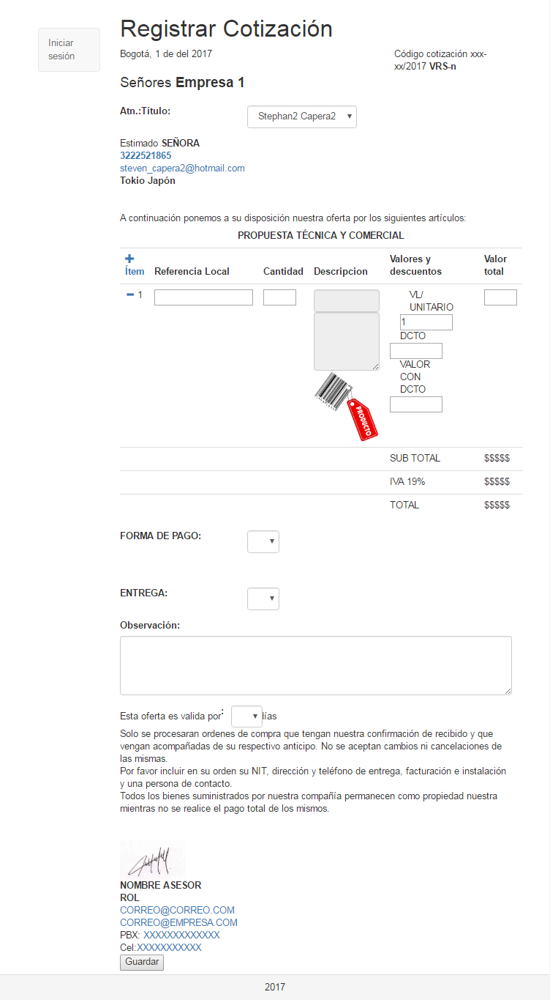 Registrar Cotización
Iniciar
sesión
Bogotá, 1 de del 2017
Código cotización xxx-
xx/2017 VRS-n
Señores Empresa 1
Atn.:Título:
Stephan2 Capera2
Estimado SEÑORA
3222521865
steven_capera2@hotmail.com
Tokio Japón
A continuación ponemos a su disposición nuestra oferta por los siguientes artículos:
PROPUESTA TÉCNICA Y COMERCIAL
+
Ítem
Referencia Local
Cantidad
Descripcion
Valores y
descuentos
Valor
total
− 1
VL/
UNITARIO
1
DCTO
VALOR
CON
DCTO
PRODUCTO
SUB TOTAL $$$$$
IVA 19% $$$$$
TOTAL $$$$$
FORMA DE PAGO:
ENTREGA:
Observación:
Esta oferta es valida por: días
Solo se procesaran ordenes de compra que tengan nuestra confirmación de recibido y que
vengan acompañadas de su respectivo anticipo. No se aceptan cambios ni cancelaciones de
las mismas.
Por favor incluir en su orden su NIT, dirección y teléfono de entrega, facturación e instalación
y una persona de contacto.
Todos los bienes suministrados por nuestra compañía permanecen como propiedad nuestra
mientras no se realice el pago total de los mismos.
NOMBRE ASESOR
ROL
CORREO@CORREO.COM
CORREO@EMPRESA.COM
PBX: XXXXXXXXXXXXX
Cel:XXXXXXXXXXX
Guardar
2017